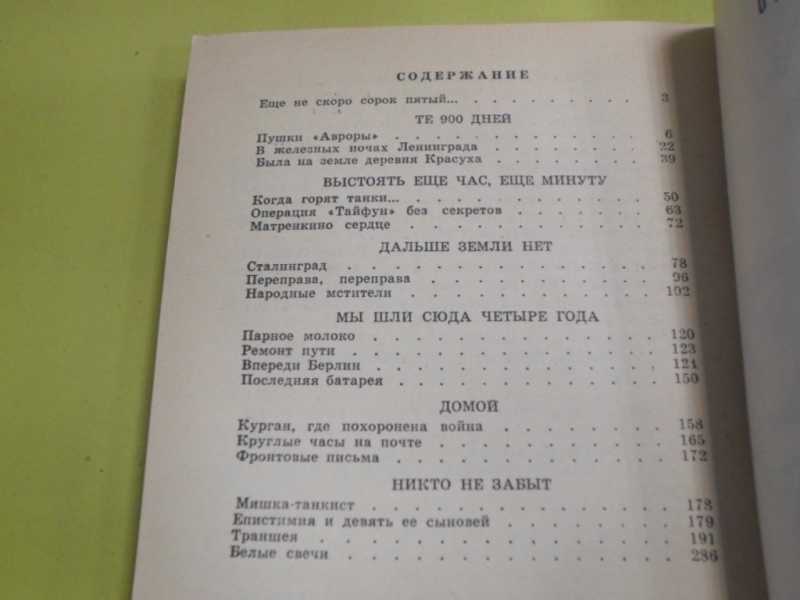 СОДЕРЖАНИЕ
Еще не скоро сорок пятый... 3
ТЕ 900 ДНЕЙ
Пушки «Авроры» 6
В железных ночах Ленинграда 22
Была на земле деревня Красуха 39
ВЫСТОЯТЬ ЕЩЕ ЧАС, ЕЩЕ МИНУТУ
Когда горят танки... 50
Операция «Тайфун» без секретов 63
Матренкино сердце 72
ДАЛЬШЕ ЗЕМЛИ НЕТ
Сталинград 78
Переправа, переправа 96
Народные мстители 102
МЫ ШЛИ СЮДА ЧЕТЫРЕ ГОДА
Парное молоко 120
Ремонт пути 123
Впереди Берлин 124
Последняя батарея 150
ДОМОЙ
Курган, где похоронена война 158
Круглые часы на почте 165
Фронтовые письма 172
НИКТО НЕ ЗАБЫТ
Мишка-танкист 178
Епистимия и девять ее сыновей 179
Траншея 191
Белые свечи 286